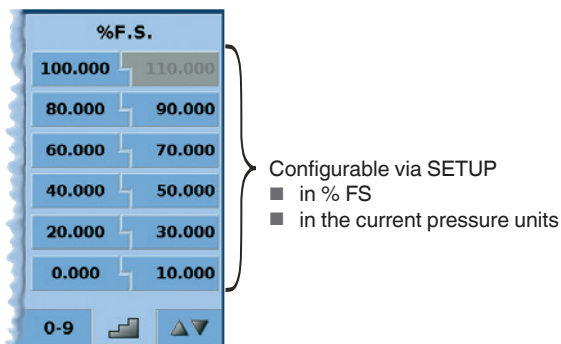 %F.S.
100.000 110.000
80.000 90.000
60.000 70.000
40.000 50.000
20.000 30.000
0.000 10.000
0-9
Configurable via SETUP
■ in % FS
■ in the current pressure units